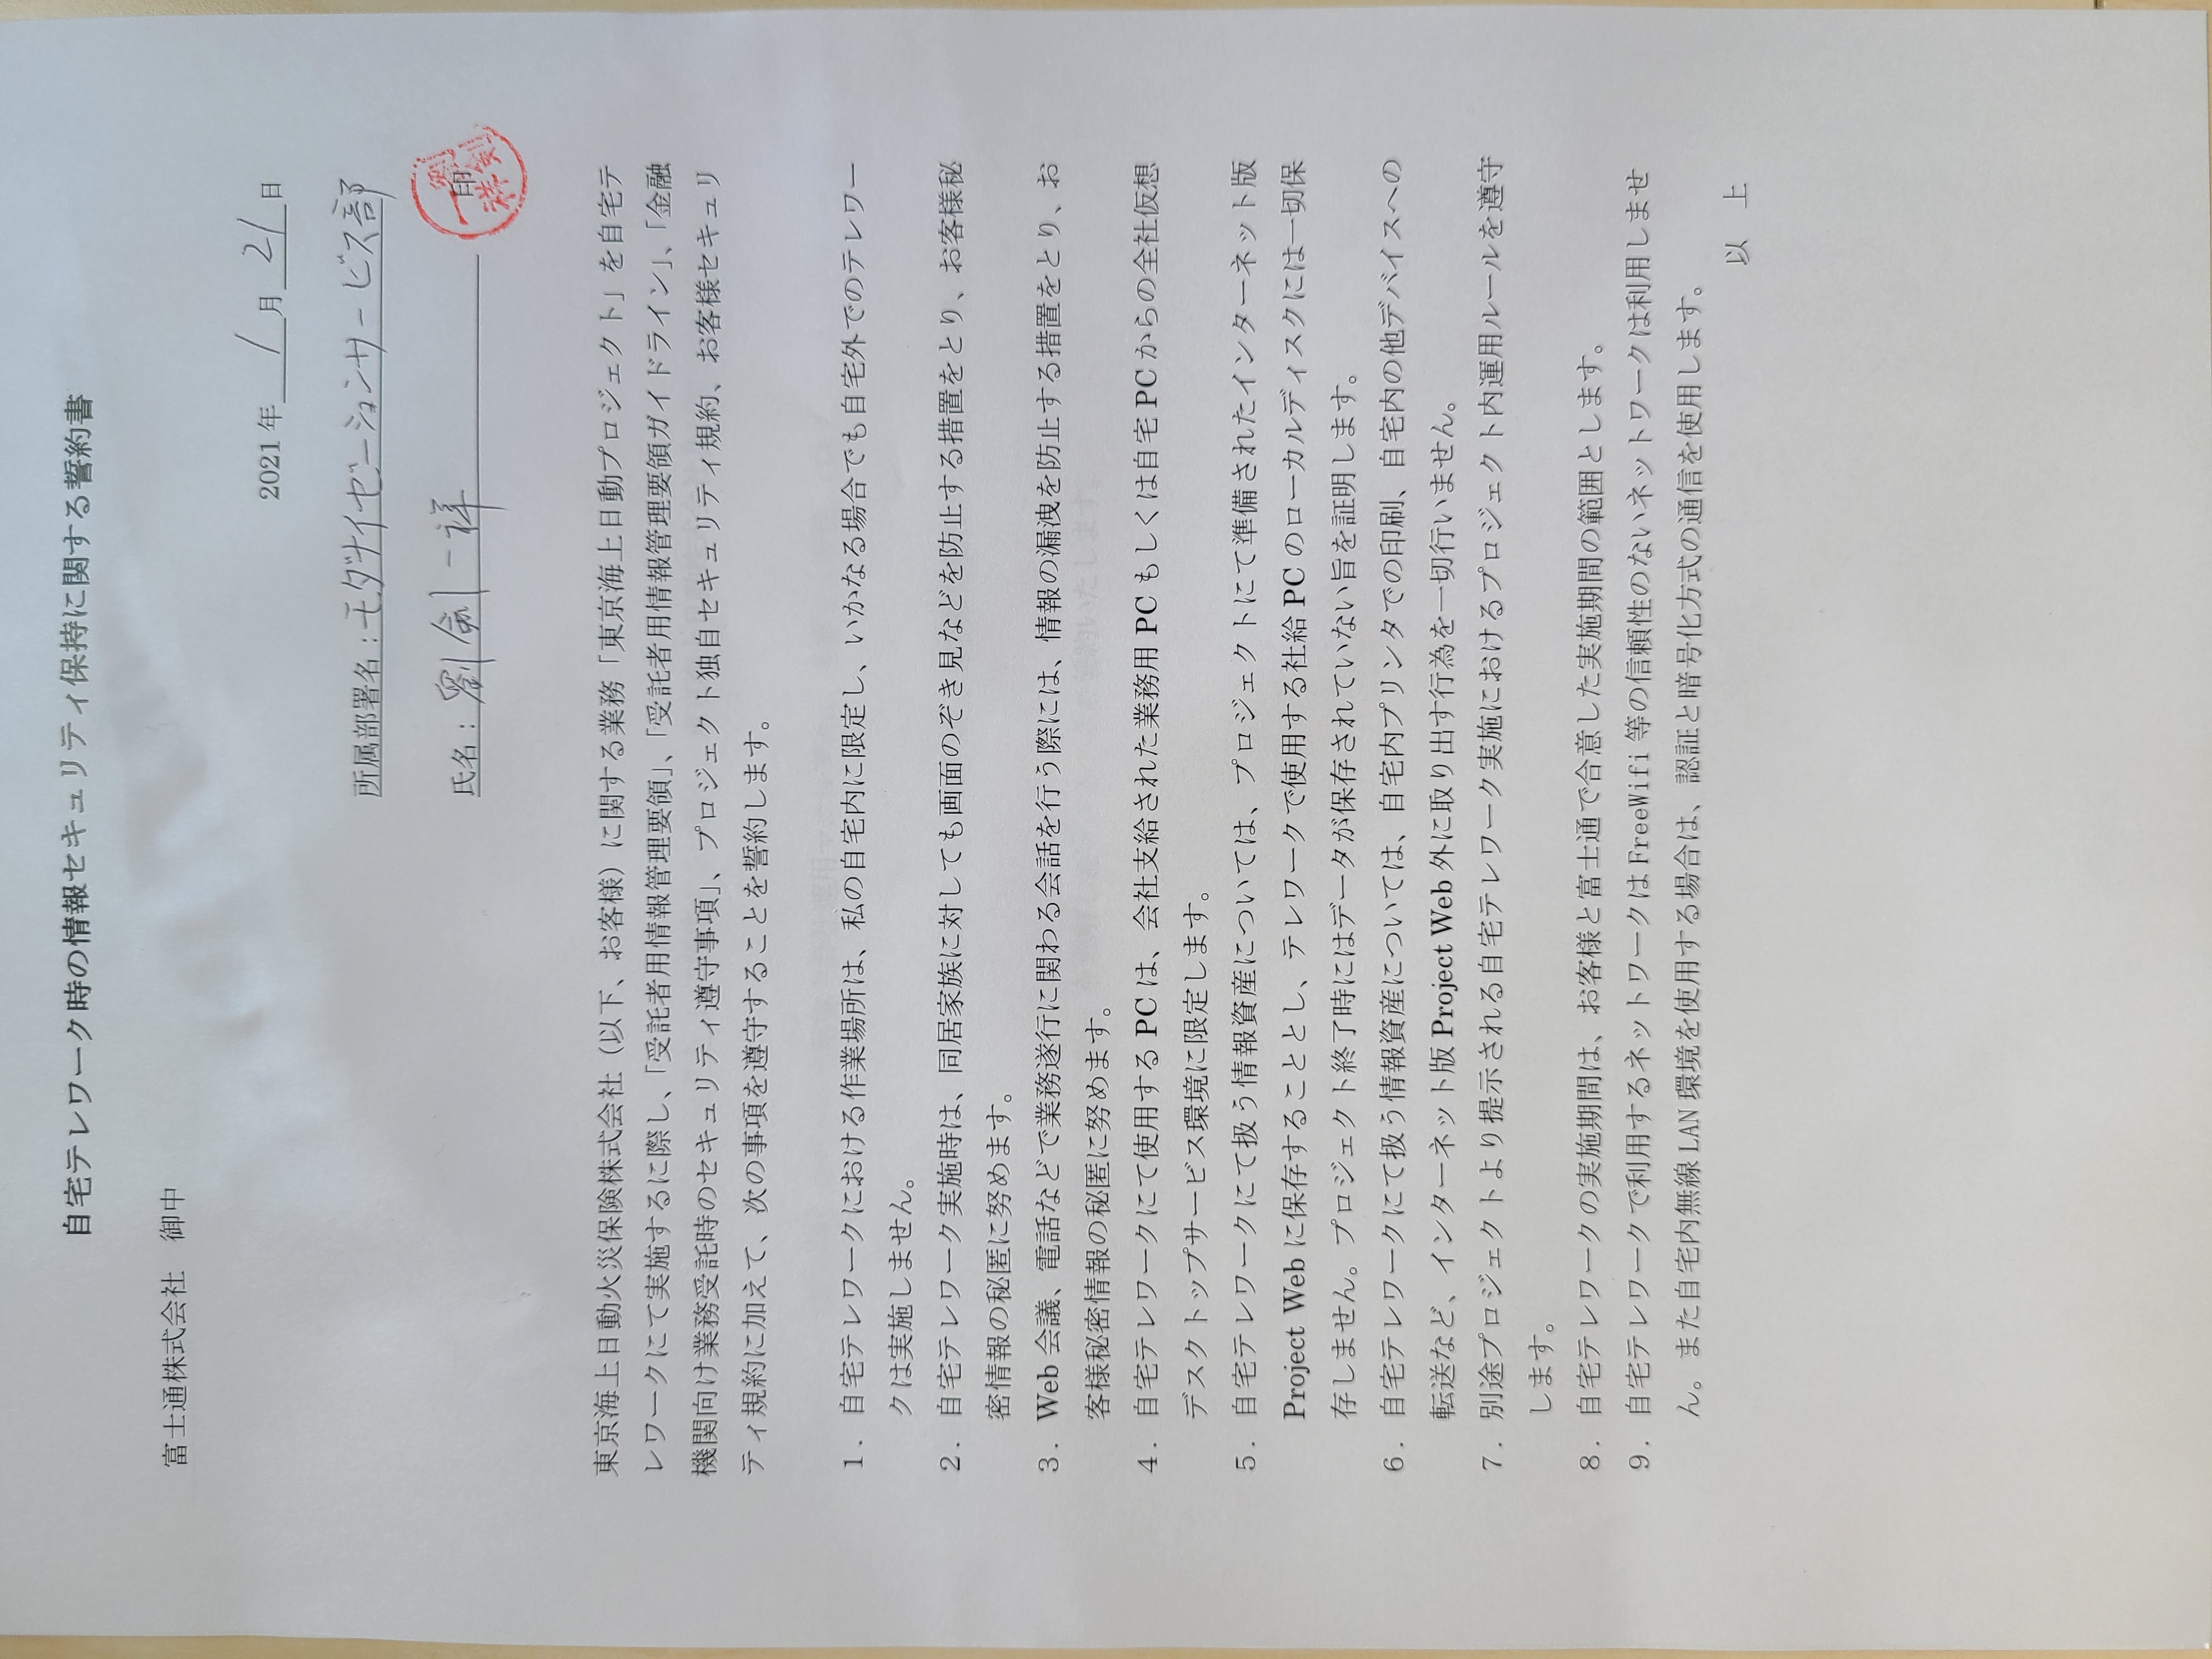 自宅テレワーク時の情報セキュリティ保持に関する誓約書
富士通株式会社　御中
2021 年 1 月 21 日
所属部署名：モダナイゼーションサービス部
氏名：劉剣一祥 印
劉剣一祥
東京海上日動火災保険株式会社（以下、お客様）に関する業務「東京海上日動プロジェクト」を自宅テ
レワークにて実施するに際し、「受託者用情報管理要領」、「受託者用情報管理要領ガイドライン」、「金融
機関向け業務受託時のセキュリティ遵守事項」、プロジェクト独自セキュリティ規約、お客様セキュリ
ティ規約に加えて、次の事項を遵守することを誓約します。
１．自宅テレワークにおける作業場所は、私の自宅内に限定し、いかなる場合でも自宅外でのテレワー
クは実施しません。
２．自宅テレワーク実施時は、同居家族に対しても画面のぞき見などを防止する措置をとり、お客様秘
密情報の秘匿に努めます。
３．Web 会議、電話などで業務遂行に関わる会話を行う際には、情報の漏洩を防止する措置をとり、お
客様秘密情報の秘匿に努めます。
４．自宅テレワークにて使用する PC は、会社支給された業務用 PC もしくは自宅 PC からの全社仮想
デスクトップサービス環境に限定します。
５．自宅テレワークにて扱う情報資産については、プロジェクトにて準備されたインターネット版
Project Web に保存することとし、テレワークで使用する社給 PC のローカルディスクには一切保
存しません。プロジェクト終了時にはデータが保存されていない旨を証明します。
６．自宅テレワークにて扱う情報資産については、自宅内プリンタでの印刷、自宅内の他デバイスへの
転送など、インターネット版 Project Web 外に取り出す行為を一切行いません。
７．別途プロジェクトより提示される自宅テレワーク実施におけるプロジェクト内運用ルールを遵守
します。
８．自宅テレワークの実施期間は、お客様と富士通で合意した実施期間の範囲とします。
９．自宅テレワークで利用するネットワークは FreeWifi 等の信頼性のないネットワークは利用しませ
ん。また自宅内無線 LAN 環境を使用する場合は、認証と暗号化方式の通信を使用します。
以　上